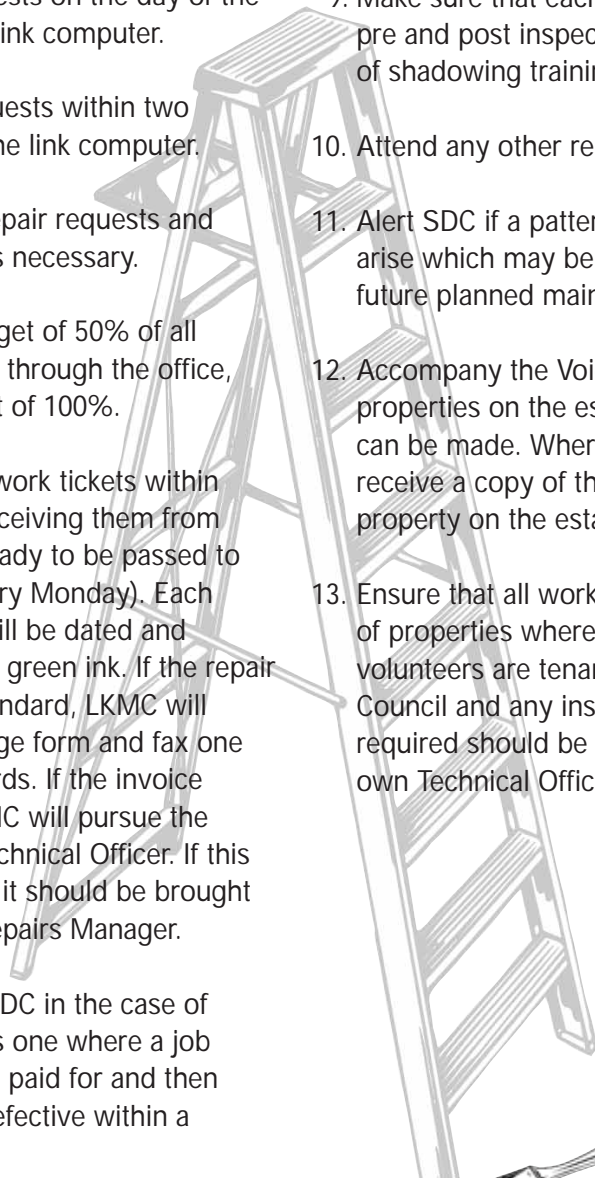 ests on the day of the
ink computer.
uests within two
ne link computer.
epair requests and
s necessary.
get of 50% of all
through the office,
t of 100%.
work tickets within
ceiving them from
eady to be passed to
ry Monday). Each
ill be dated and
green ink. If the repair
ndard, LKMC will
ge form and fax one
rds. If the invoice
MC will pursue the
chnical Officer. If this
it should be brought
epairs Manager.
DC in the case of
s one where a job
paid for and then
efective within a
9. Make sure that each
pre and post inspec
of shadowing trainin
10. Attend any other re
11. Alert SDC if a patter
arise which may be
future planned main
12. Accompany the Voi
properties on the es
can be made. Wher
receive a copy of th
property on the esta
13. Ensure that all work
of properties where
volunteers are tenan
Council and any ins
required should be
own Technical Offic